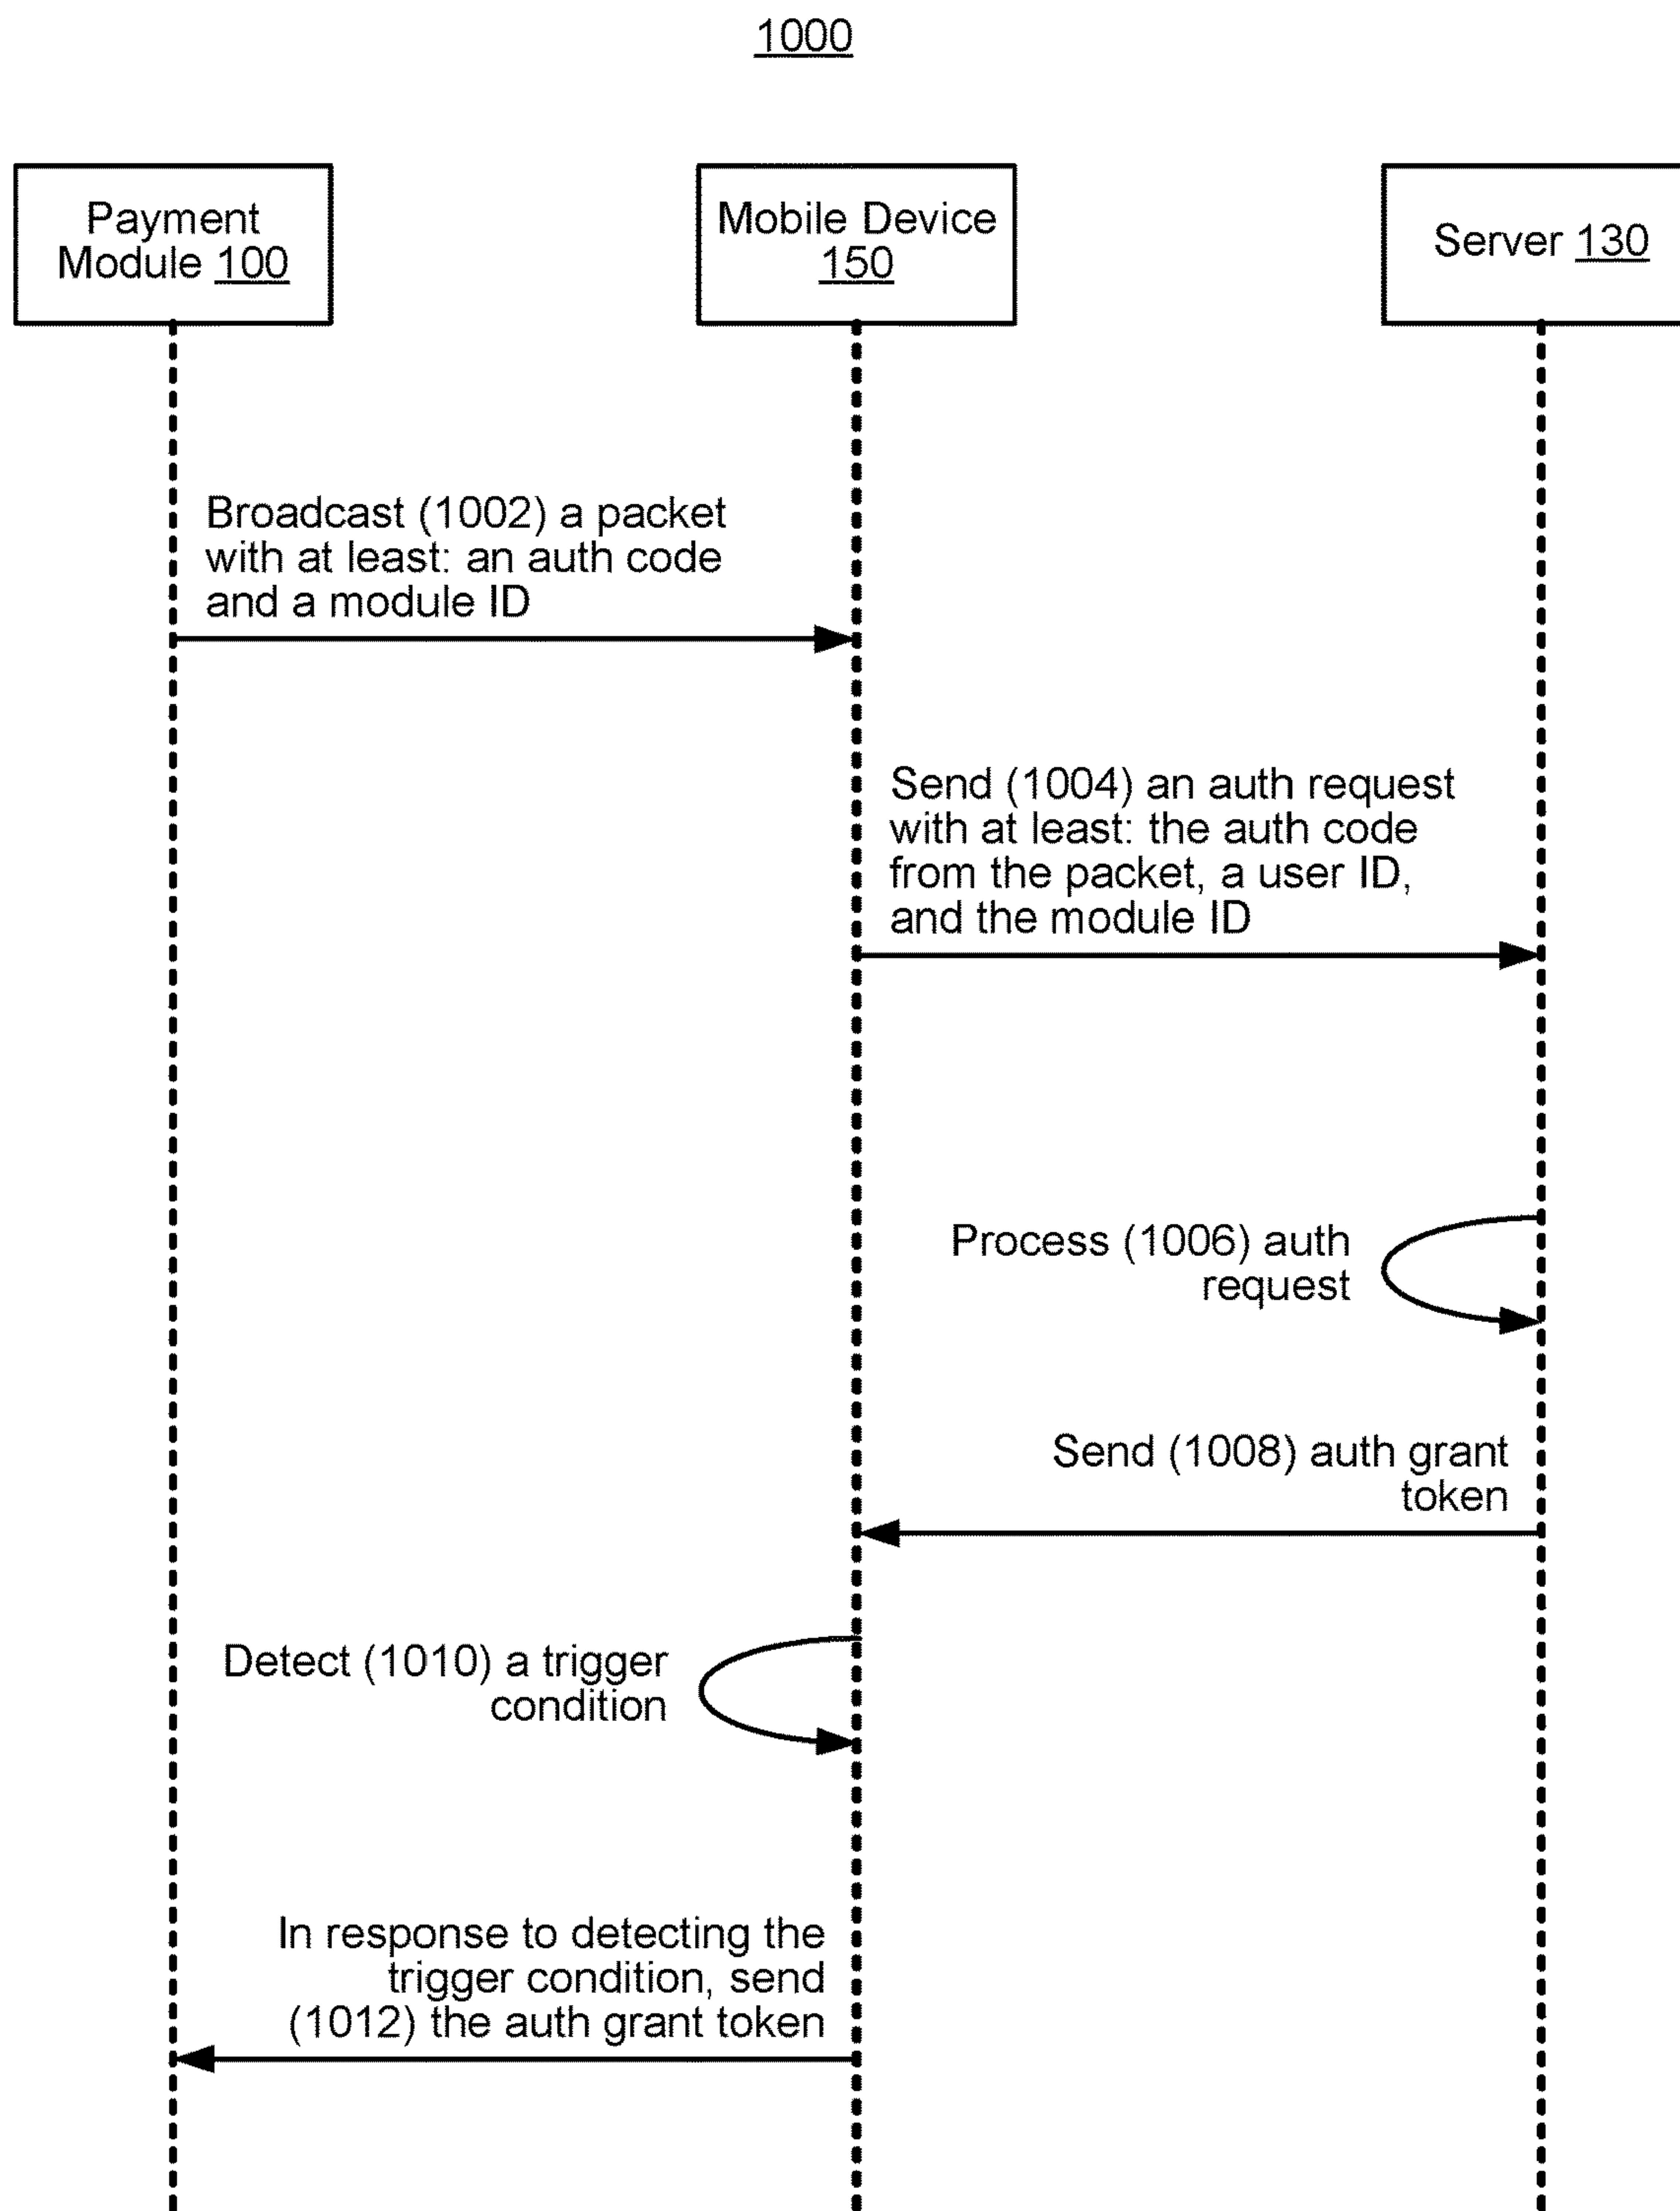 1000
Payment
Module 100
Mobile Device
150
Server 130
Broadcast (1002) a packet
with at least: an auth code
and a module ID
Send (1004) an auth request
with at least: the auth code
from the packet, a user ID,
and the module ID
Process (1006) auth
request
Send (1008) auth grant
token
Detect (1010) a trigger
condition
In response to detecting the
trigger condition, send
(1012) the auth grant token